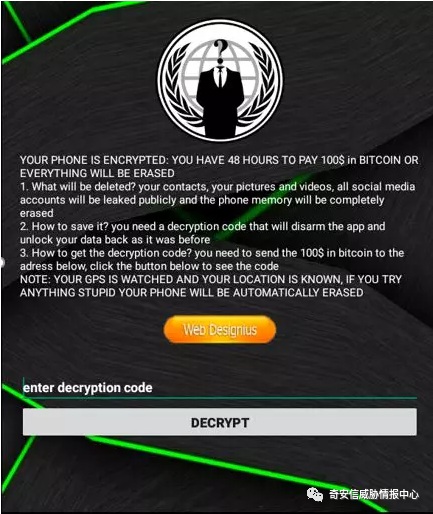 YOUR PHONE IS ENCRYPTED: YOU HAVE 48 HOURS TO PAY 100$ in BITCOIN OR
EVERYTHING WILL BE ERASED
1. What will be deleted? your contacts, your pictures and videos, all social media
accounts will be leaked publicly and the phone memory will be completely
erased
2. How to save it? you need a decryption code that will disarm the app and
unlock your data back as it was before
3. How to get the decryption code? you need to send the 100$ in bitcoin to the
adress below, click the button below to see the code
NOTE: YOUR GPS IS WATCHED AND YOUR LOCATION IS KNOWN, IF YOU TRY
ANYTHING STUPID YOUR PHONE WILL BE AUTOMATICALLY ERASED
Web Designius
enter decryption code
DECRYPT
奇安信威胁情报中心